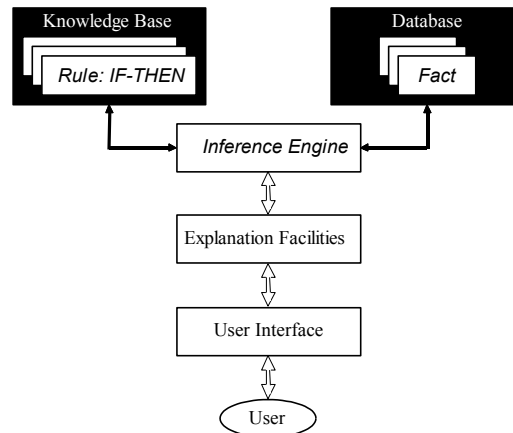 Knowledge Base
Database
Rule: IF-THEN
Fact
Inference Engine
Explanation Facilities
User Interface
User